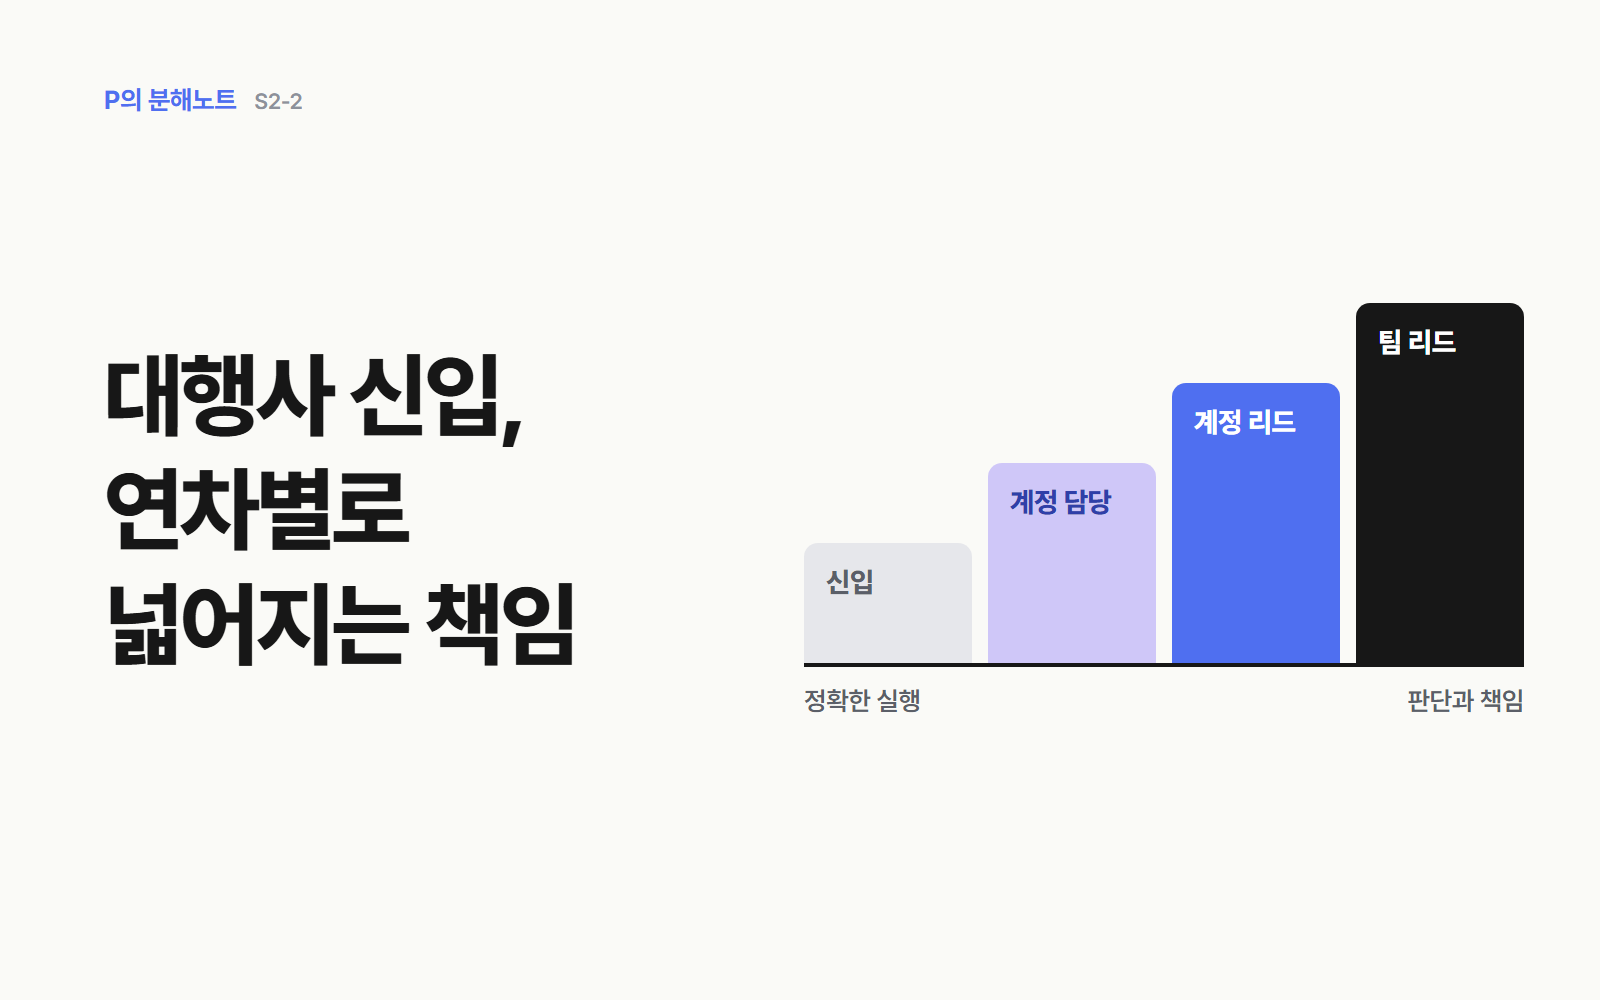 P의 분해노트 S2-2
대행사 신입,
연차별로
넓어지는 책임
신입
계정 담당
계정 리드
팀 리드
정확한 실행
판단과 책임